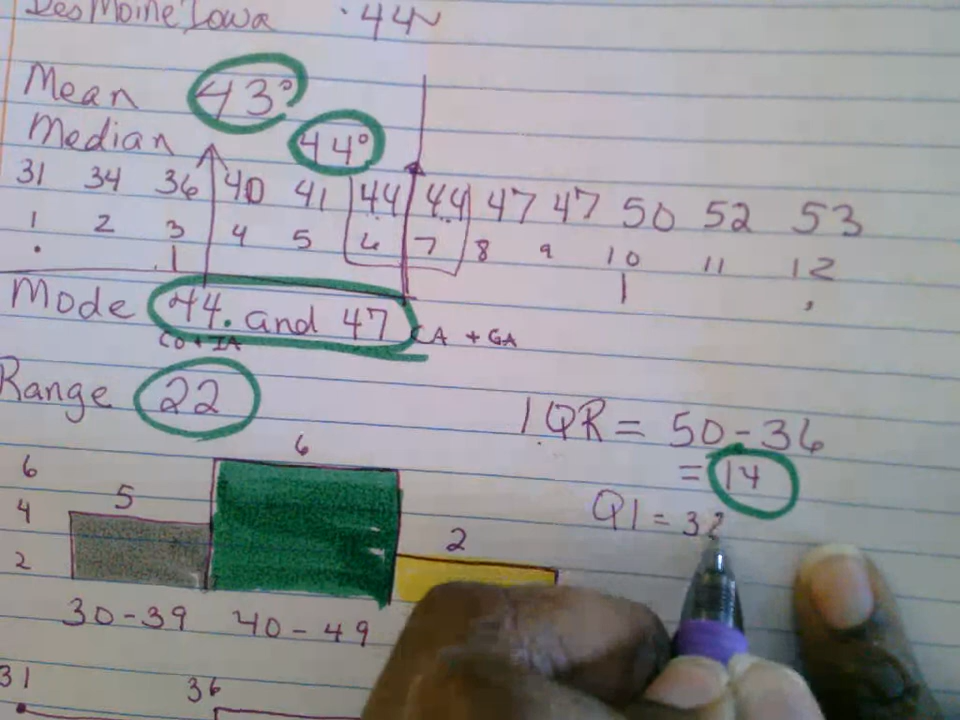 Des Moine Iowa · 44
Mean 43°
Median 44°
31 34 36 40 41 44 44 47 47 50 52 53
1 2 3 4 5 6 7 8 9 10 11 12
Mode 44. and 47
CO + IA CA + GA
Range 22
IQR = 50 - 36
= 14
Q1 = 32
6 6
4 5
2 2
30-39 40-49
31 36